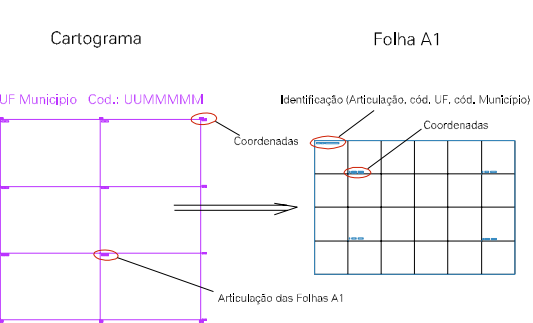 Cartograma
Folha A1
UF Município Cod.: UUMMMMM
Identificação (Articulação, cód. UF, cód. Município)
Coordenadas
Coordenadas
Articulação das Folhas A1